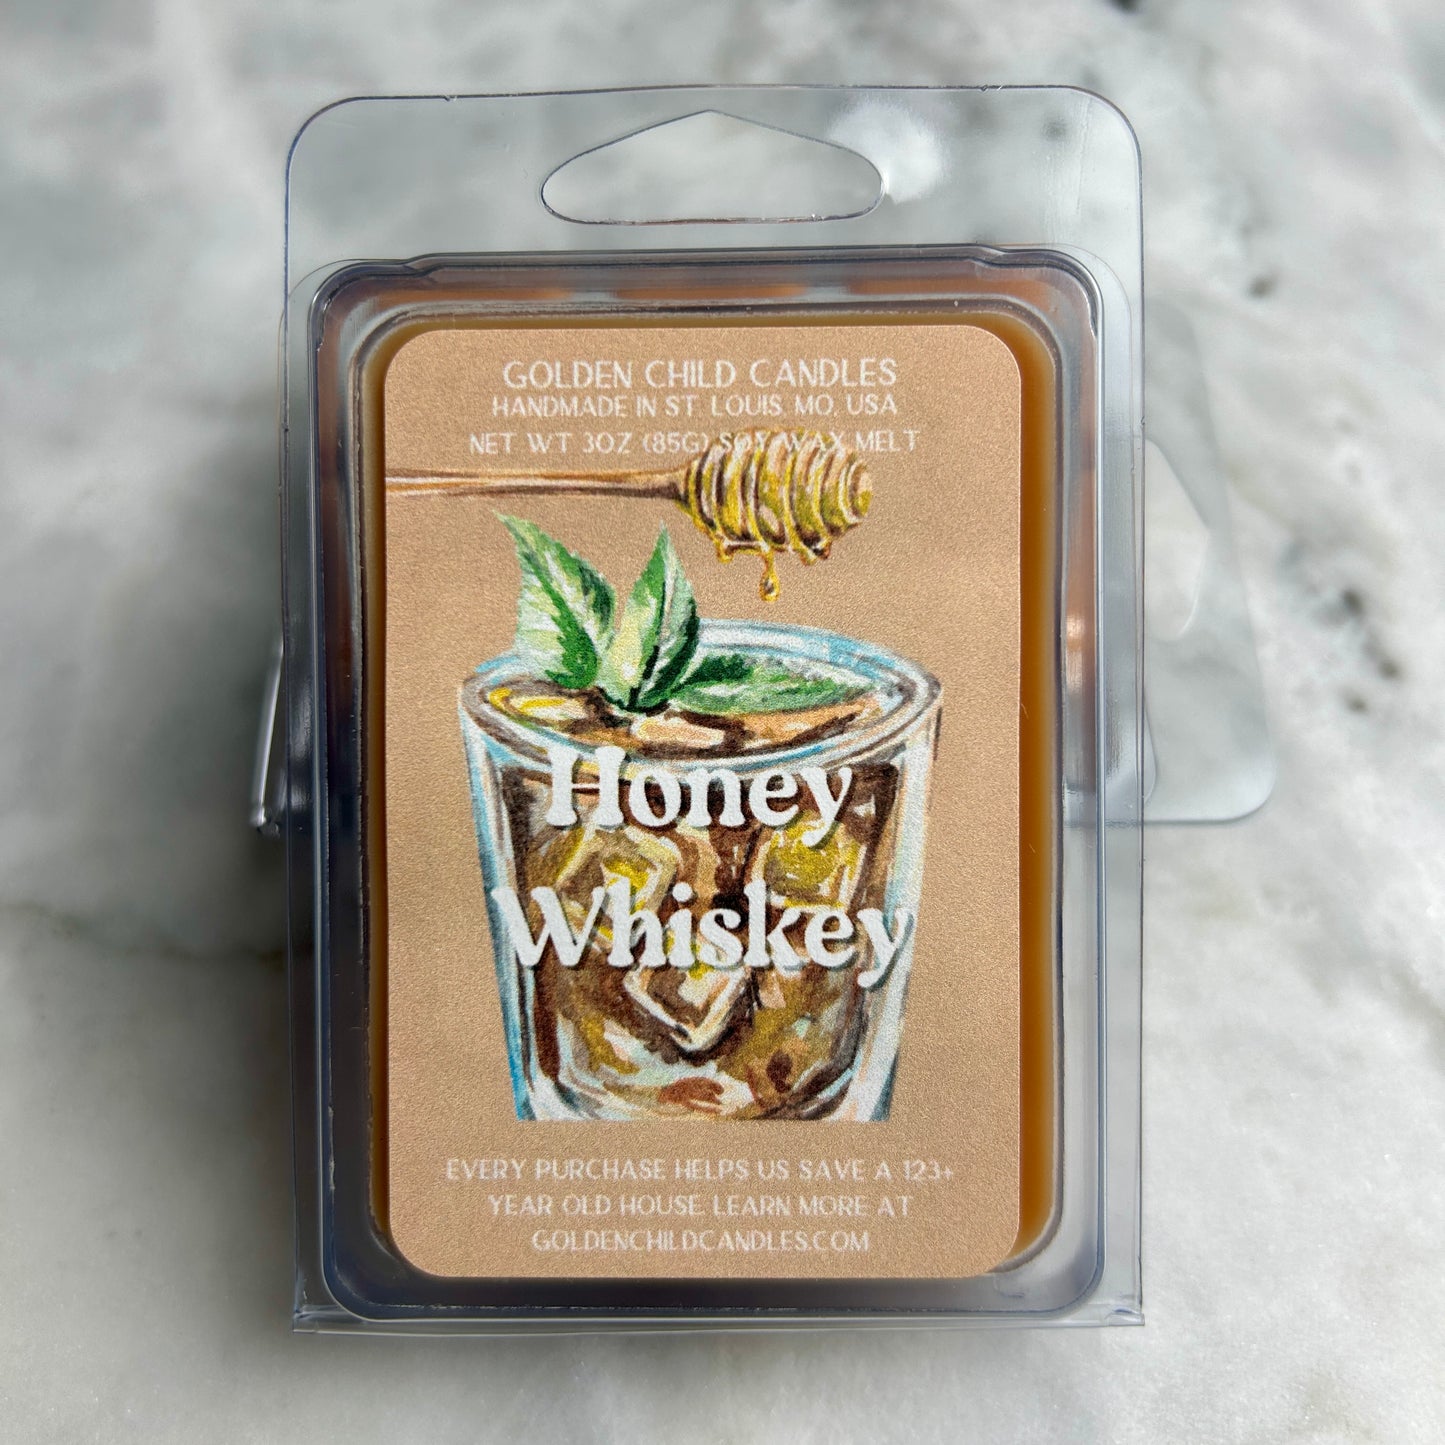 GOLDEN CHILD CANDLES
HANDMADE IN ST. LOUIS, MO, USA
NET WT 3OZ (85G) SOY WAX MELT
Honey
Whiskey
EVERY PURCHASE HELPS US SAVE A 123+
YEAR OLD HOUSE. LEARN MORE AT
GOLDENCHILDCANDLES.COM